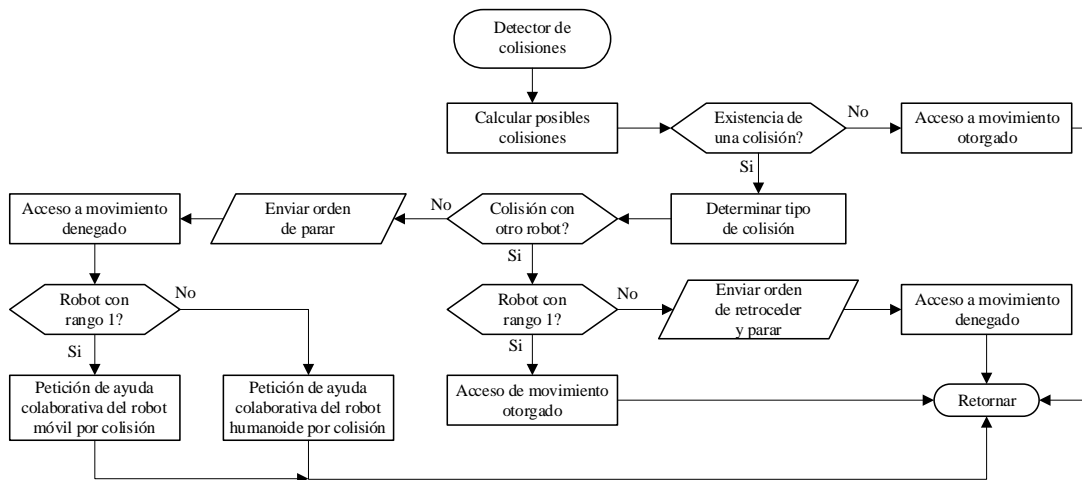 Detector de
colisiones
Calcular posibles
colisiones
Existencia de
una colisión?
No
Acceso a movimiento
otorgado
Si
Acceso a movimiento
denegado
Enviar orden
de parar
No
Colisión con
otro robot?
Determinar tipo
de colisión
Si
Robot con
rango 1?
No
Robot con
rango 1?
No
Enviar orden
de retroceder
y parar
Acceso a movimiento
denegado
Si
Si
Petición de ayuda
colaborativa del robot
móvil por colisión
Petición de ayuda
colaborativa del robot
humanoide por colisión
Acceso de movimiento
otorgado
Retornar